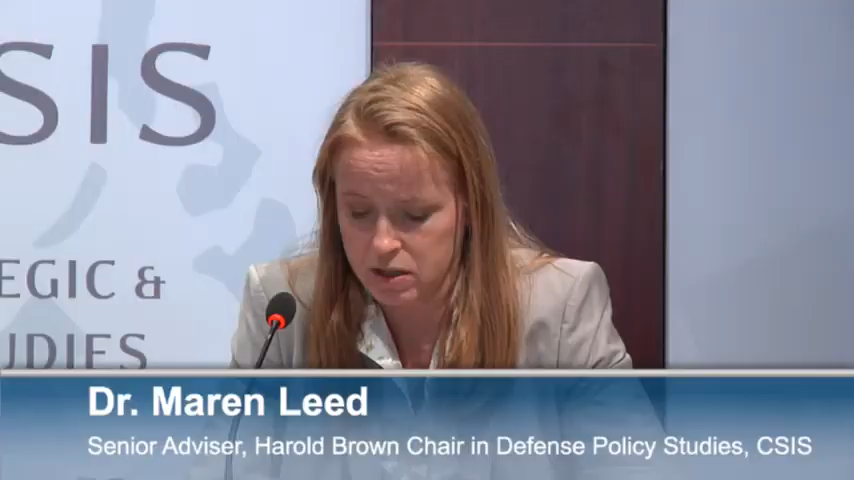 SIS
EGIC &
UDIES
Dr. Maren Leed
Senior Adviser, Harold Brown Chair in Defense Policy Studies, CSIS